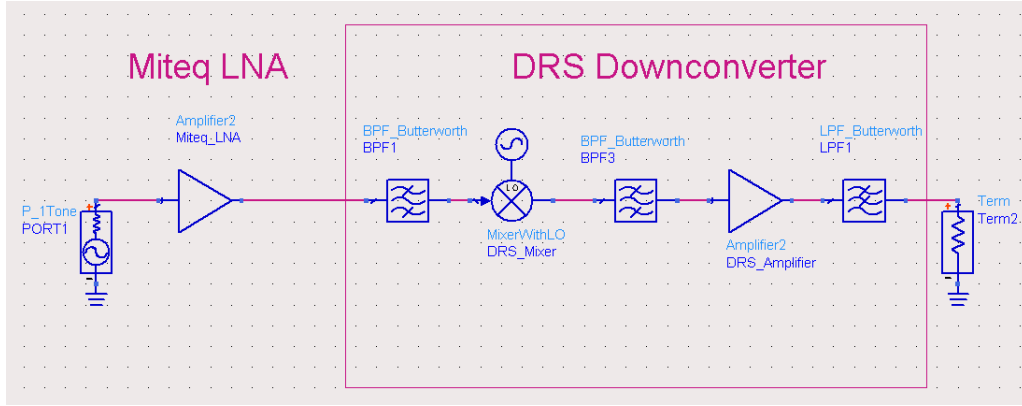 Miteq LNA
DRS Downconverter
Amplifier2
Miteq_LNA
BPF_Butterworth
BPF1
BPF_Butterworth
BPF3
LPF_Butterworth
LPF1
P_1Tone
PORT1
LO
MixerWithLO
DRS_Mixer
Amplifier2
DRS_Amplifier
Term
Term2